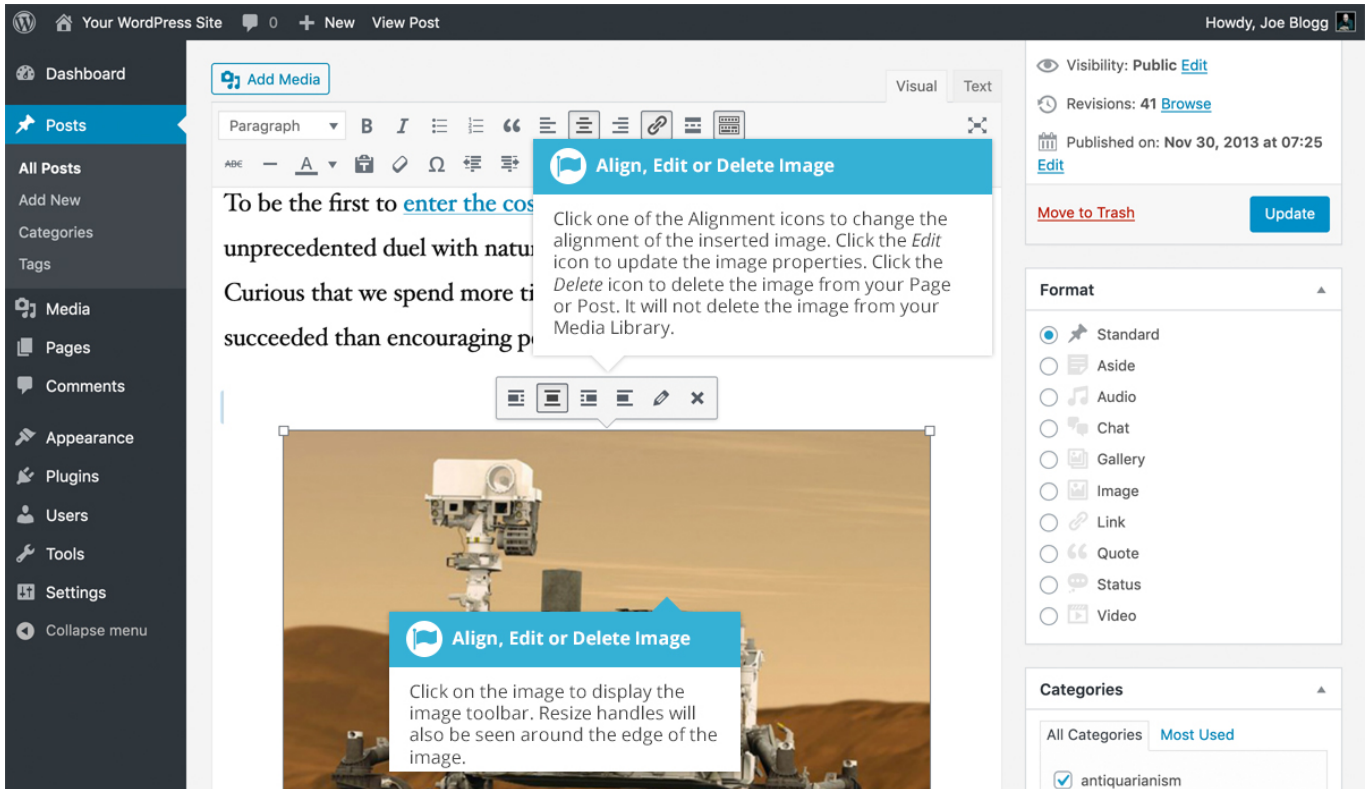 Your WordPress Site 0 + New View Post Howdy, Joe Blogg
Dashboard
Posts
All Posts
Add New
Categories
Tags
Media
Pages
Comments
Appearance
Plugins
Users
Tools
Settings
Collapse menu
Add Media
Visual Text
Paragraph B I
ABC A Ω
To be the first to enter the cos
unprecedented duel with natu
Curious that we spend more ti
succeeded than encouraging p
Align, Edit or Delete Image
Click one of the Alignment icons to change the
alignment of the inserted image. Click the Edit
icon to update the image properties. Click the
Delete icon to delete the image from your Page
or Post. It will not delete the image from your
Media Library.
Align, Edit or Delete Image
Click on the image to display the
image toolbar. Resize handles will
also be seen around the edge of the
image.
Visibility: Public Edit
Revisions: 41 Browse
Published on: Nov 30, 2013 at 07:25
Edit
Move to Trash Update
Format
Standard
Aside
Audio
Chat
Gallery
Image
Link
Quote
Status
Video
Categories
All Categories Most Used
antiquarianism